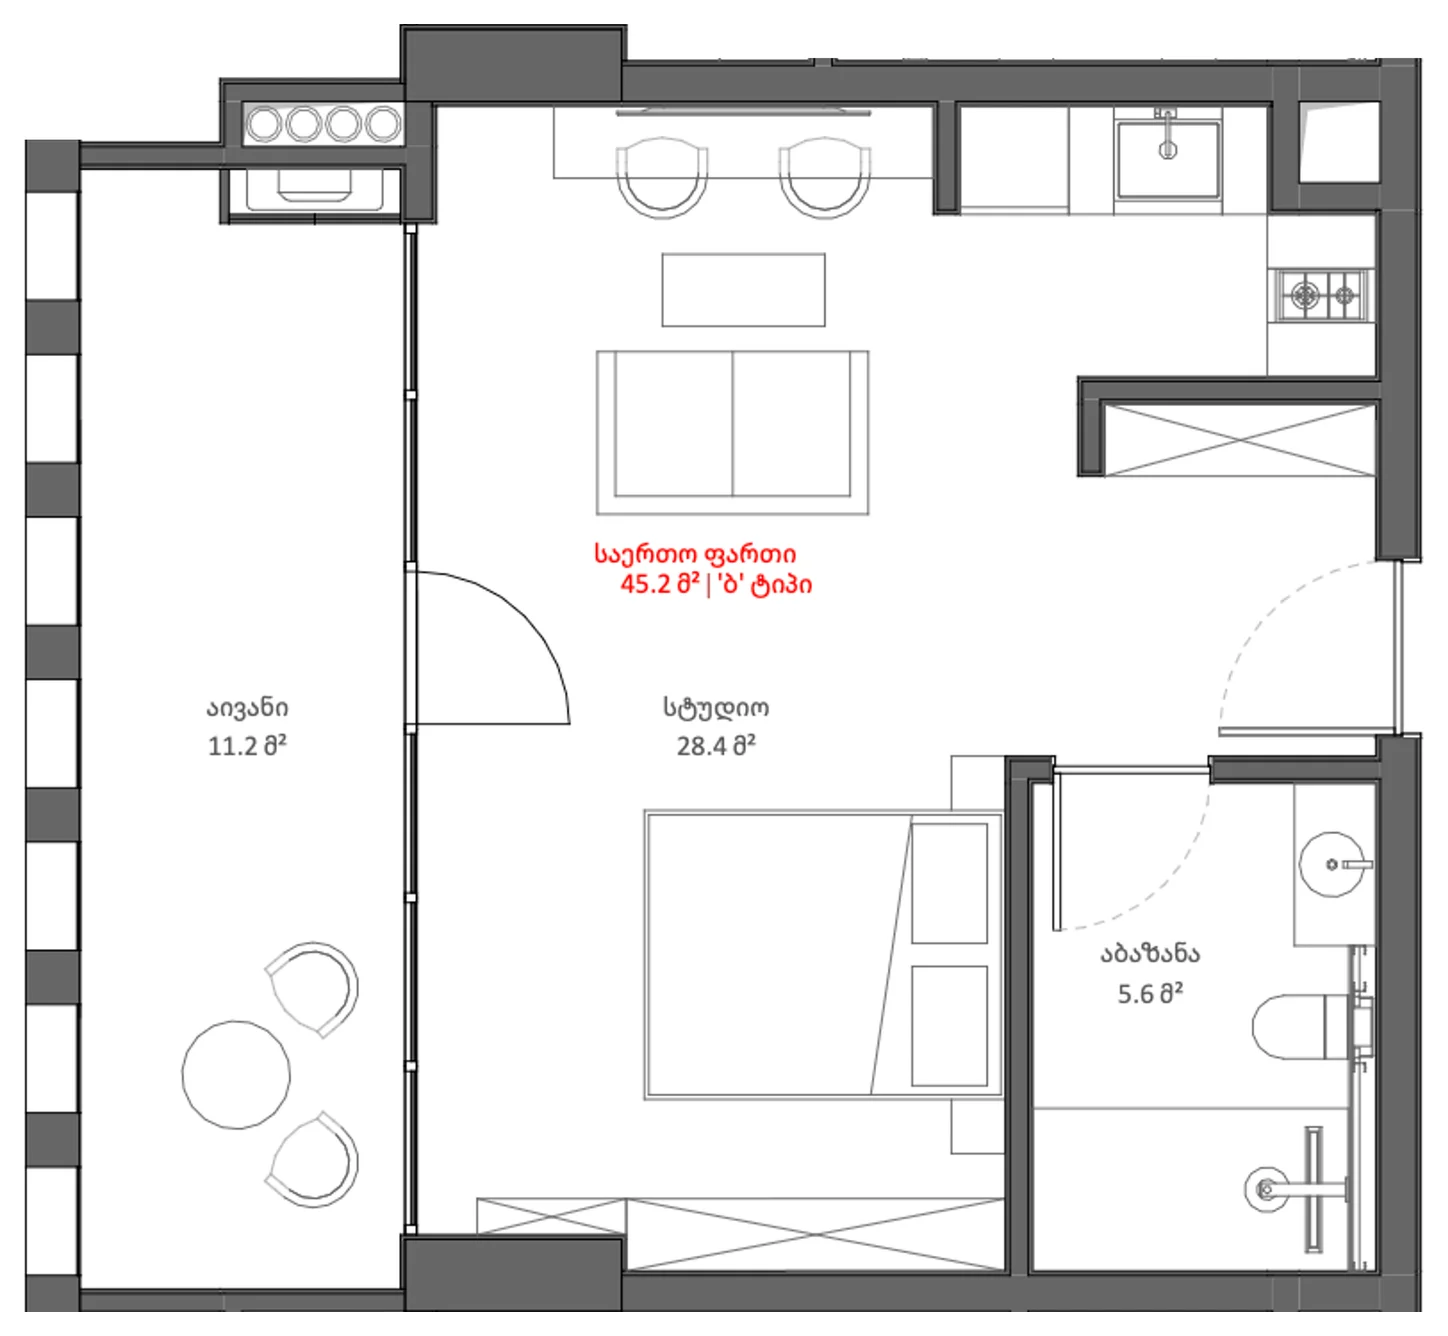 საერთო ფართი
45.2 მ² | 'ბ' ტიპი
აივანი
11.2 მ²
სტუდიო
28.4 მ²
აბაზანა
5.6 მ²